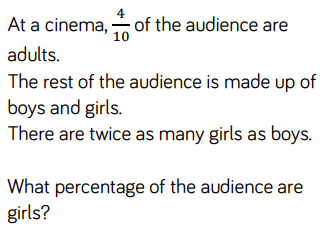 At a cinema, 4/10 of the audience are
adults.
The rest of the audience is made up of
boys and girls.
There are twice as many girls as boys.
What percentage of the audience are
girls?